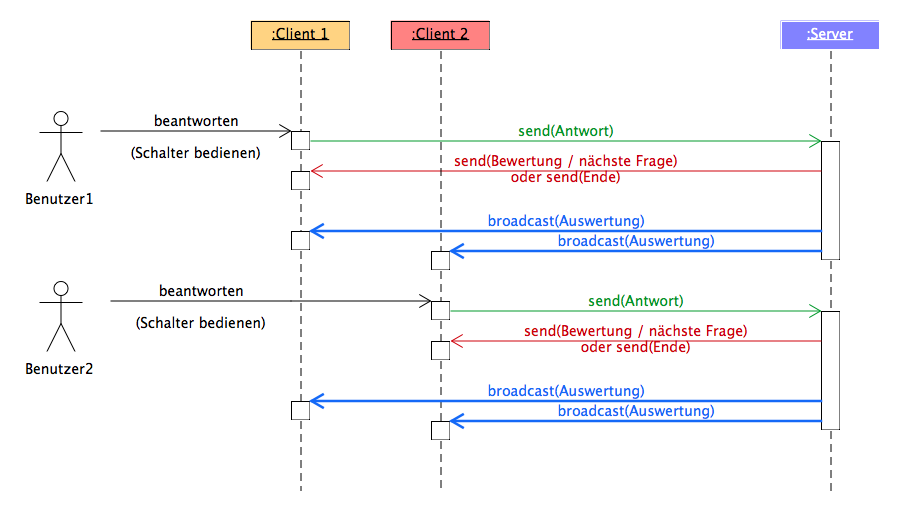 :Client 1
:Client 2
:Server
beantworten
(Schalter bedienen)
Benutzer1
send(Antwort)
send(Bewertung / nächste Frage)
oder send(Ende)
broadcast(Auswertung)
broadcast(Auswertung)
beantworten
(Schalter bedienen)
Benutzer2
send(Antwort)
send(Bewertung / nächste Frage)
oder send(Ende)
broadcast(Auswertung)
broadcast(Auswertung)